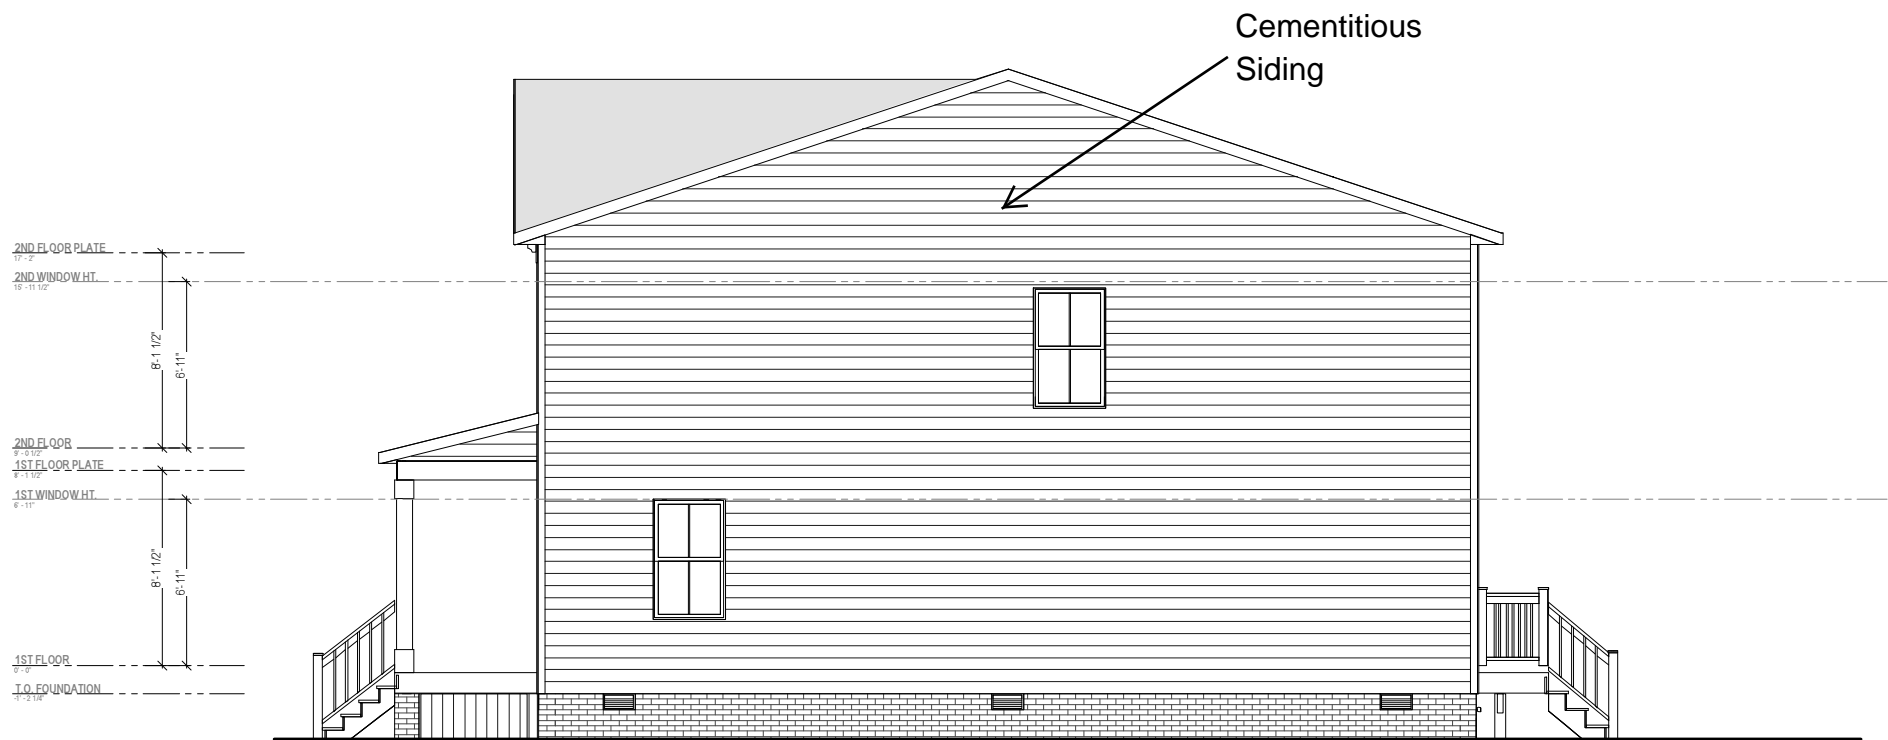 Cementitious
Siding
2ND FLOOR PLATE
17' - 2"
2ND WINDOW HT.
15' - 11 1/2"
8'-1 1/2"
6'-11"
2ND FLOOR
9' - 0 1/2"
1ST FLOOR PLATE
8' - 1 1/2"
1ST WINDOW HT.
6' - 11"
8'-1 1/2"
6'-11"
1ST FLOOR
0' - 0"
T.O. FOUNDATION
-1' - 2 1/4"